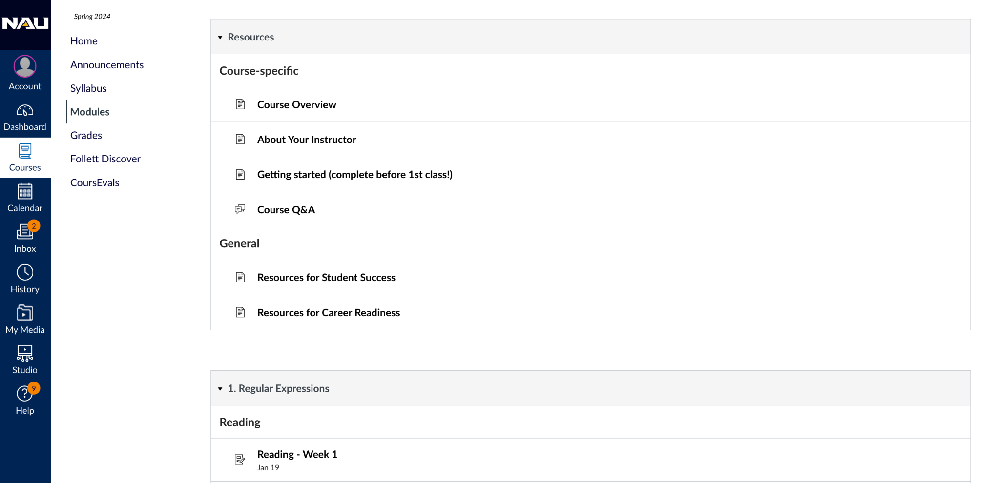 NAU
Account
Dashboard
Courses
Calendar
2
Inbox
History
My Media
Studio
9
Help
Spring 2024
Home
Announcements
Syllabus
Modules
Grades
Follett Discover
CoursEvals
Resources
Course-specific
Course Overview
About Your Instructor
Getting started (complete before 1st class!)
Course Q&A
General
Resources for Student Success
Resources for Career Readiness
1. Regular Expressions
Reading
Reading - Week 1
Jan 19